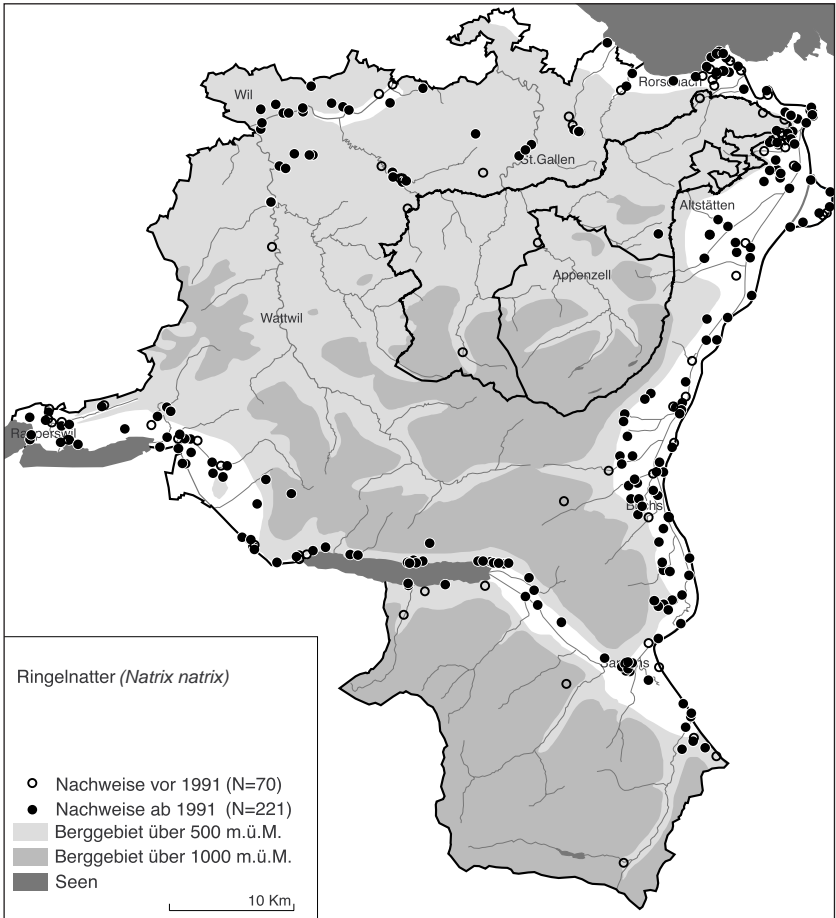 Wil
Rorschach
St.Gallen
Altstätten
Appenzell
Wattwil
Rapperswil
Buchs
Sargans
Ringelnatter (Natrix natrix)
Nachweise vor 1991 (N=70)
Nachweise ab 1991 (N=221)
Berggebiet über 500 m.ü.M.
Berggebiet über 1000 m.ü.M.
Seen
10 Km